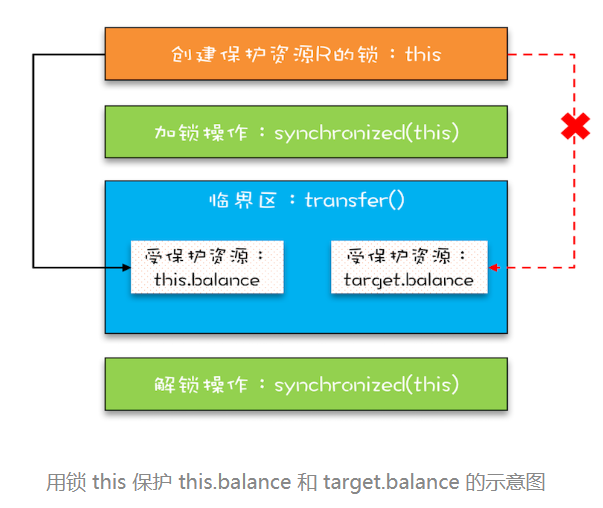 创建保护资源R的锁：this
加锁操作：synchronized(this)
临界区：transfer()
受保护资源：
this.balance
受保护资源：
target.balance
解锁操作：synchronized(this)
用锁 this 保护 this.balance 和 target.balance 的示意图